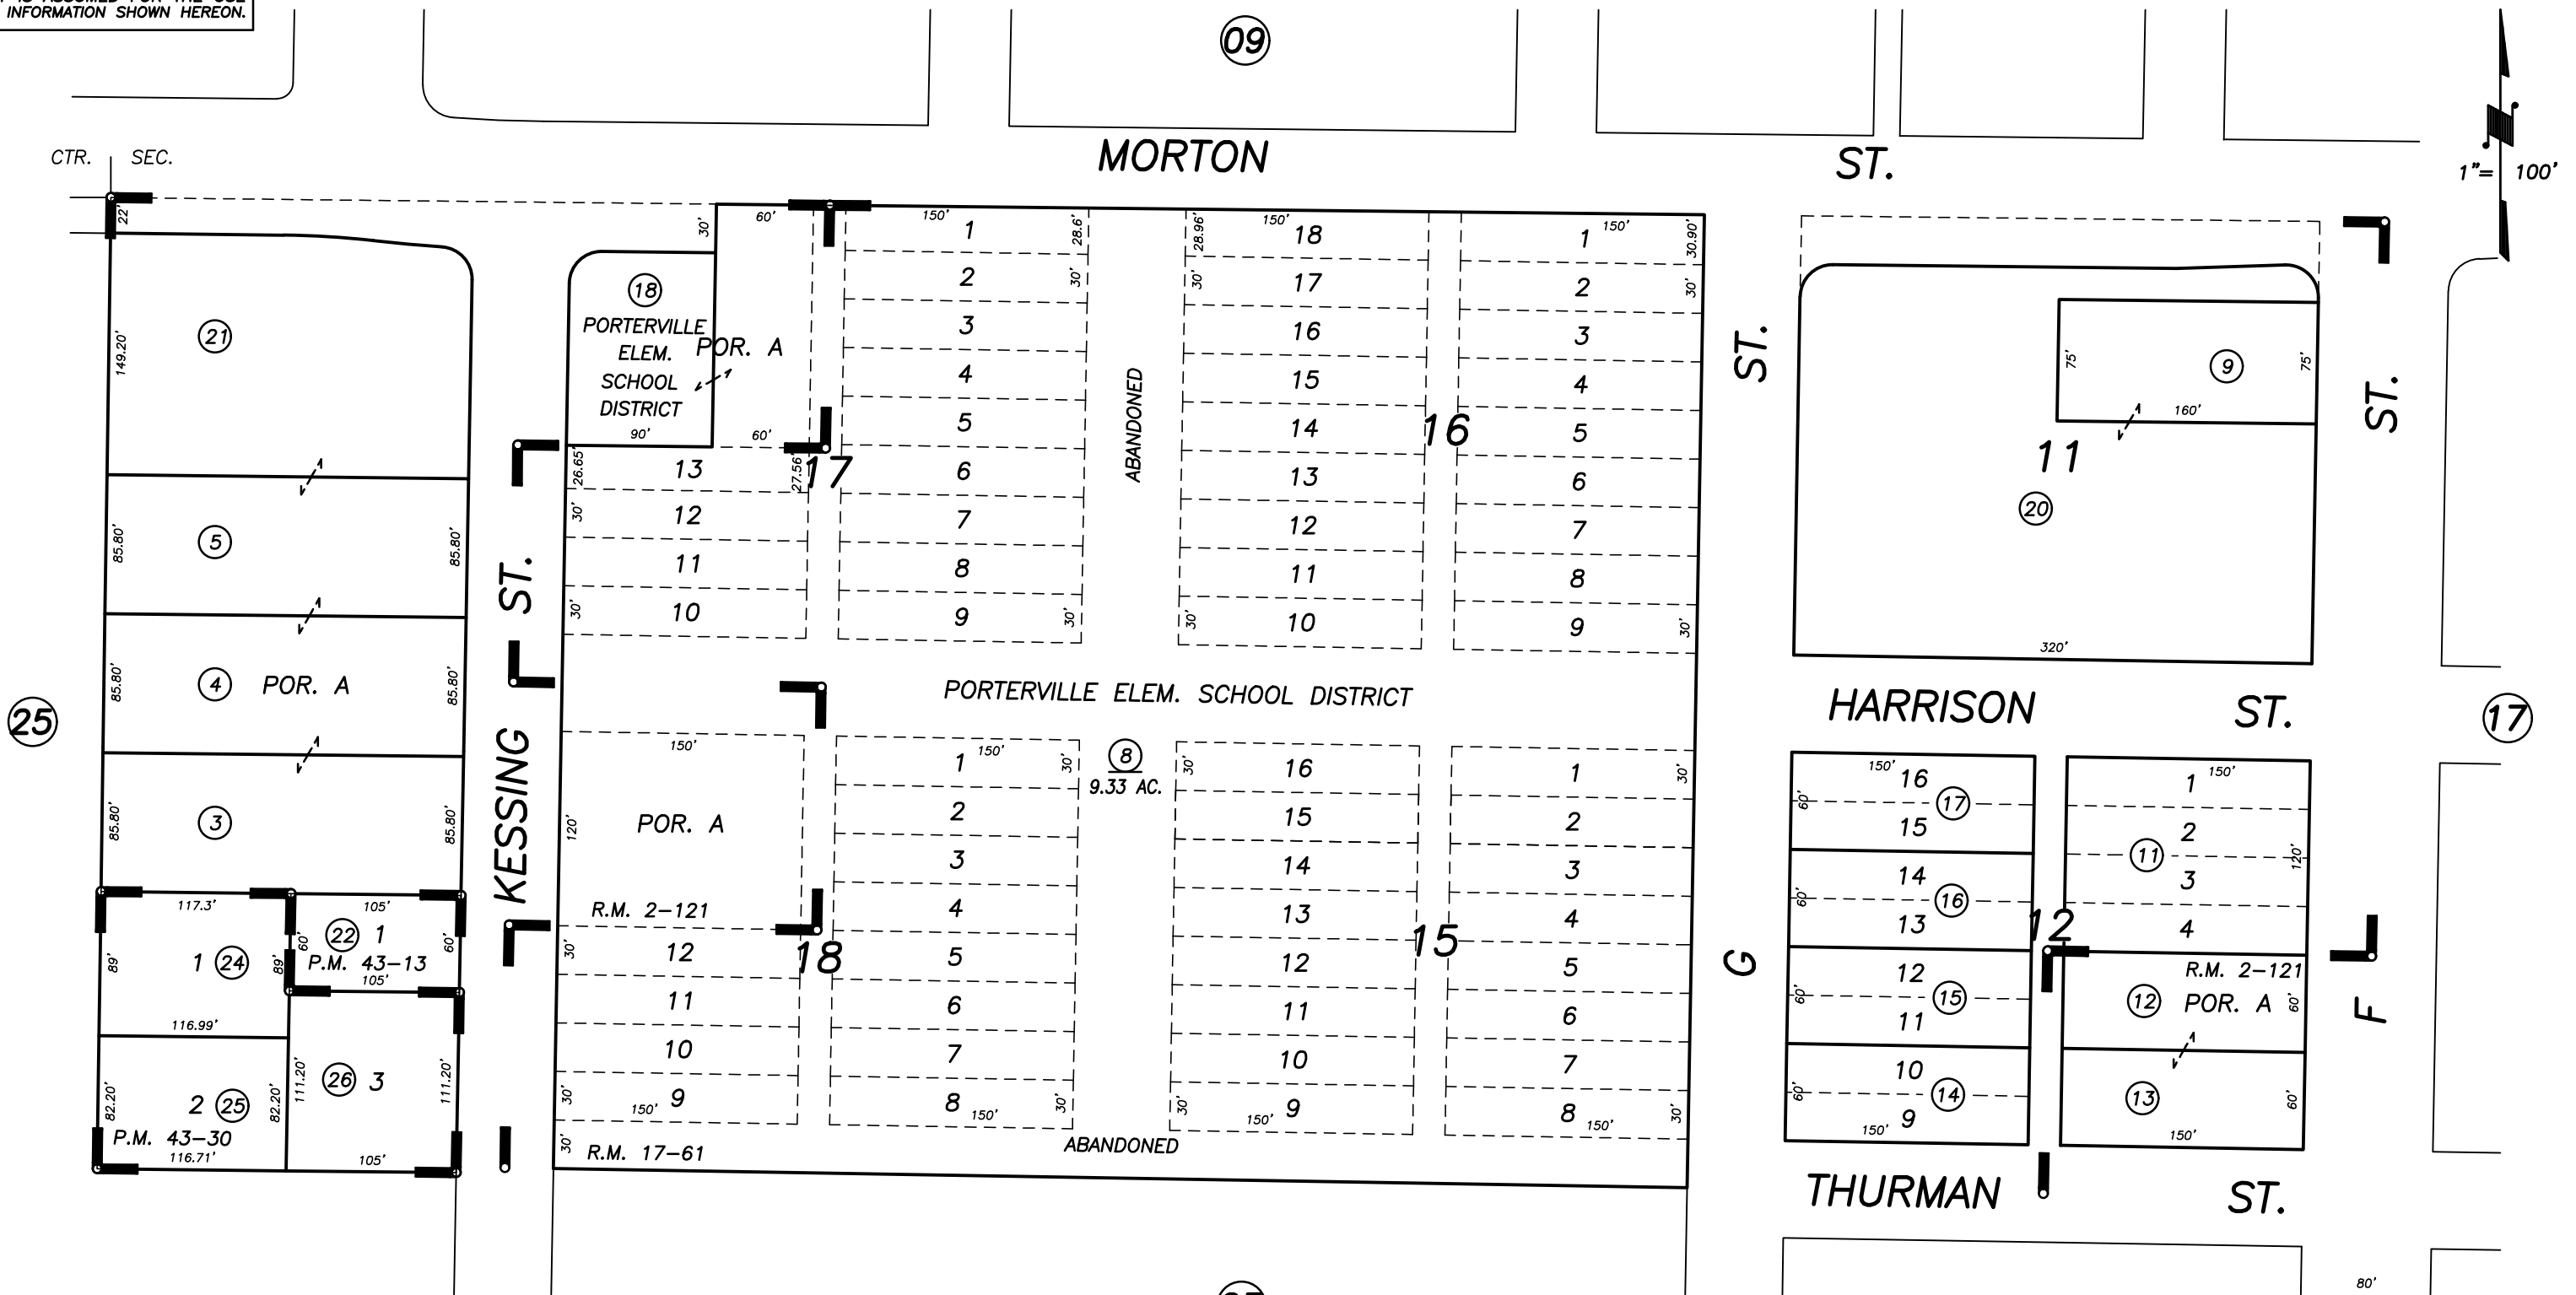 INFORMATION SHOWN HEREON.
09
MORTON ST.
1"= 100'
CTR. SEC.
22'
149.20'
21
85.80' 5 85.80'
85.80' 4 POR. A 85.80'
85.80' 3 85.80'
25
117.3' 105'
89' 1 24 89'
60' 22 1 60'
P.M. 43-13
105'
116.99'
82.20' 2 25 82.20'
P.M. 43-30
116.71'
111.20' 26 3 111.20'
105'
KESSING ST.
30' 60'
18
PORTERVILLE
ELEM.
SCHOOL
DISTRICT
POR. A
90' 60'
26.65' 13 27.56'
17
30' 12
11
30' 10
150' 1 28.6'
2 30'
3
4
5
6
7
8
9 30'
ABANDONED
28.96' 150' 18
30' 17
16
15
14
13
12
11
30' 10
16
1 150' 30.90'
2 30'
3
4
5
6
7
8
9 30'
PORTERVILLE ELEM. SCHOOL DISTRICT
8
9.33 AC.
150'
120' POR. A
R.M. 2-121
18
30' 12
11
10
30' 9 150'
30' R.M. 17-61
1 150' 30'
2
3
4
5
6
7
8 150' 30'
30' 16
15
14
13
12
11
10
30' 9 150'
15
1 30'
2
3
4
5
6
7
8 150' 30'
ABANDONED
G ST.
75' 9 75'
160'
11
20
320'
F ST.
HARRISON ST.
17
150' 16
60' 17
15
14
60' 16
13
12
60' 15
11
10
60' 14
150' 9
12
1 150'
2
11 120'
3
4
R.M. 2-121
12 POR. A 60'
13 60'
150'
THURMAN ST.
80'